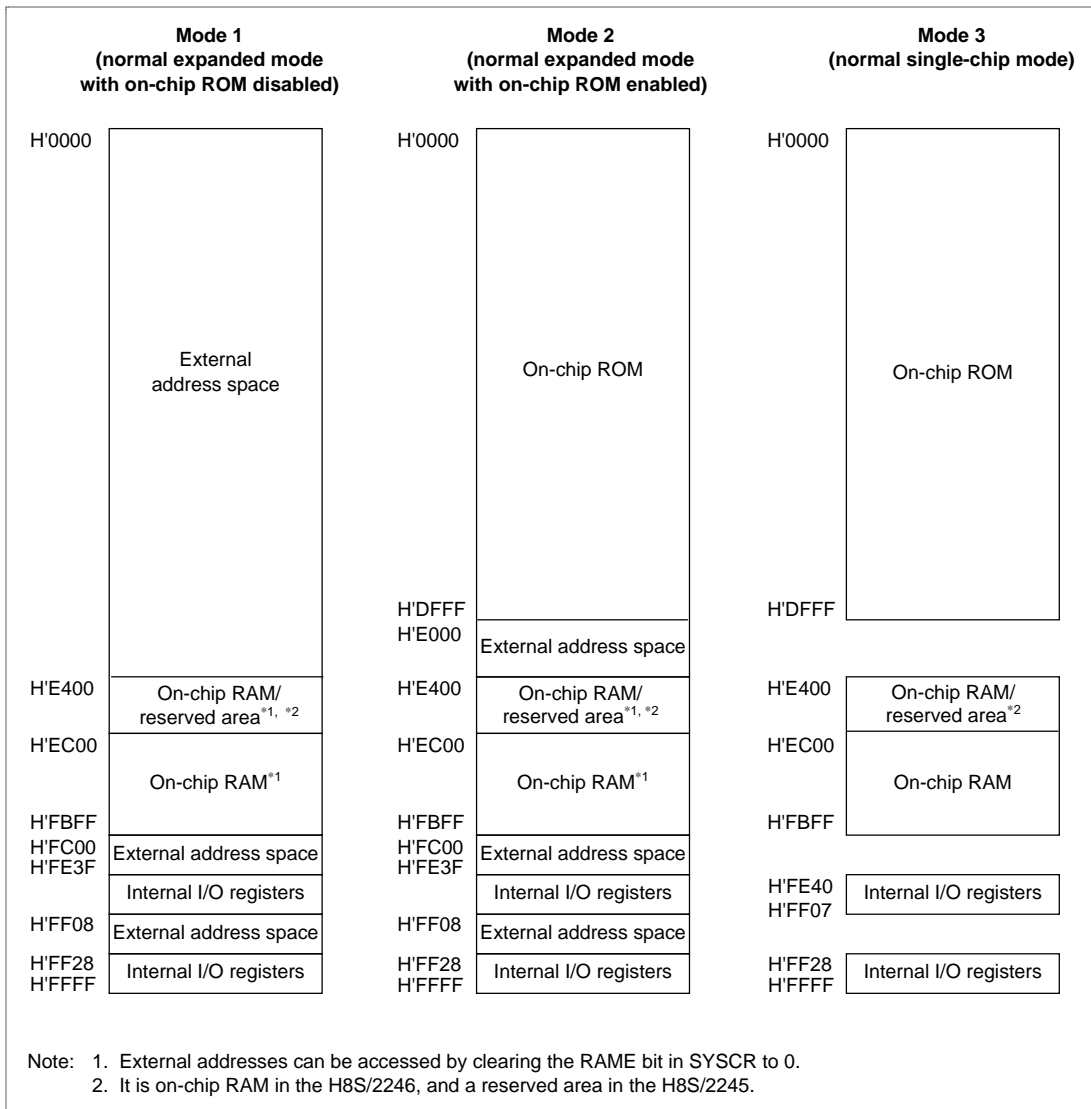 Mode 1
(normal expanded mode
with on-chip ROM disabled)
H'0000
External
address space
H'E400
On-chip RAM/
reserved area*1, *2
H'EC00
On-chip RAM*1
H'FBFF
H'FC00
External address space
H'FE3F
Internal I/O registers
H'FF08
External address space
H'FF28
Internal I/O registers
H'FFFF
Mode 2
(normal expanded mode
with on-chip ROM enabled)
H'0000
On-chip ROM
H'DFFF
H'E000
External address space
H'E400
On-chip RAM/
reserved area*1, *2
H'EC00
On-chip RAM*1
H'FBFF
H'FC00
External address space
H'FE3F
Internal I/O registers
H'FF08
External address space
H'FF28
Internal I/O registers
H'FFFF
Mode 3
(normal single-chip mode)
H'0000
On-chip ROM
H'DFFF
H'E400
On-chip RAM/
reserved area*2
H'EC00
On-chip RAM
H'FBFF
H'FE40
Internal I/O registers
H'FF07
H'FF28
Internal I/O registers
H'FFFF
Note: 1. External addresses can be accessed by clearing the RAME bit in SYSCR to 0.
2. It is on-chip RAM in the H8S/2246, and a reserved area in the H8S/2245.